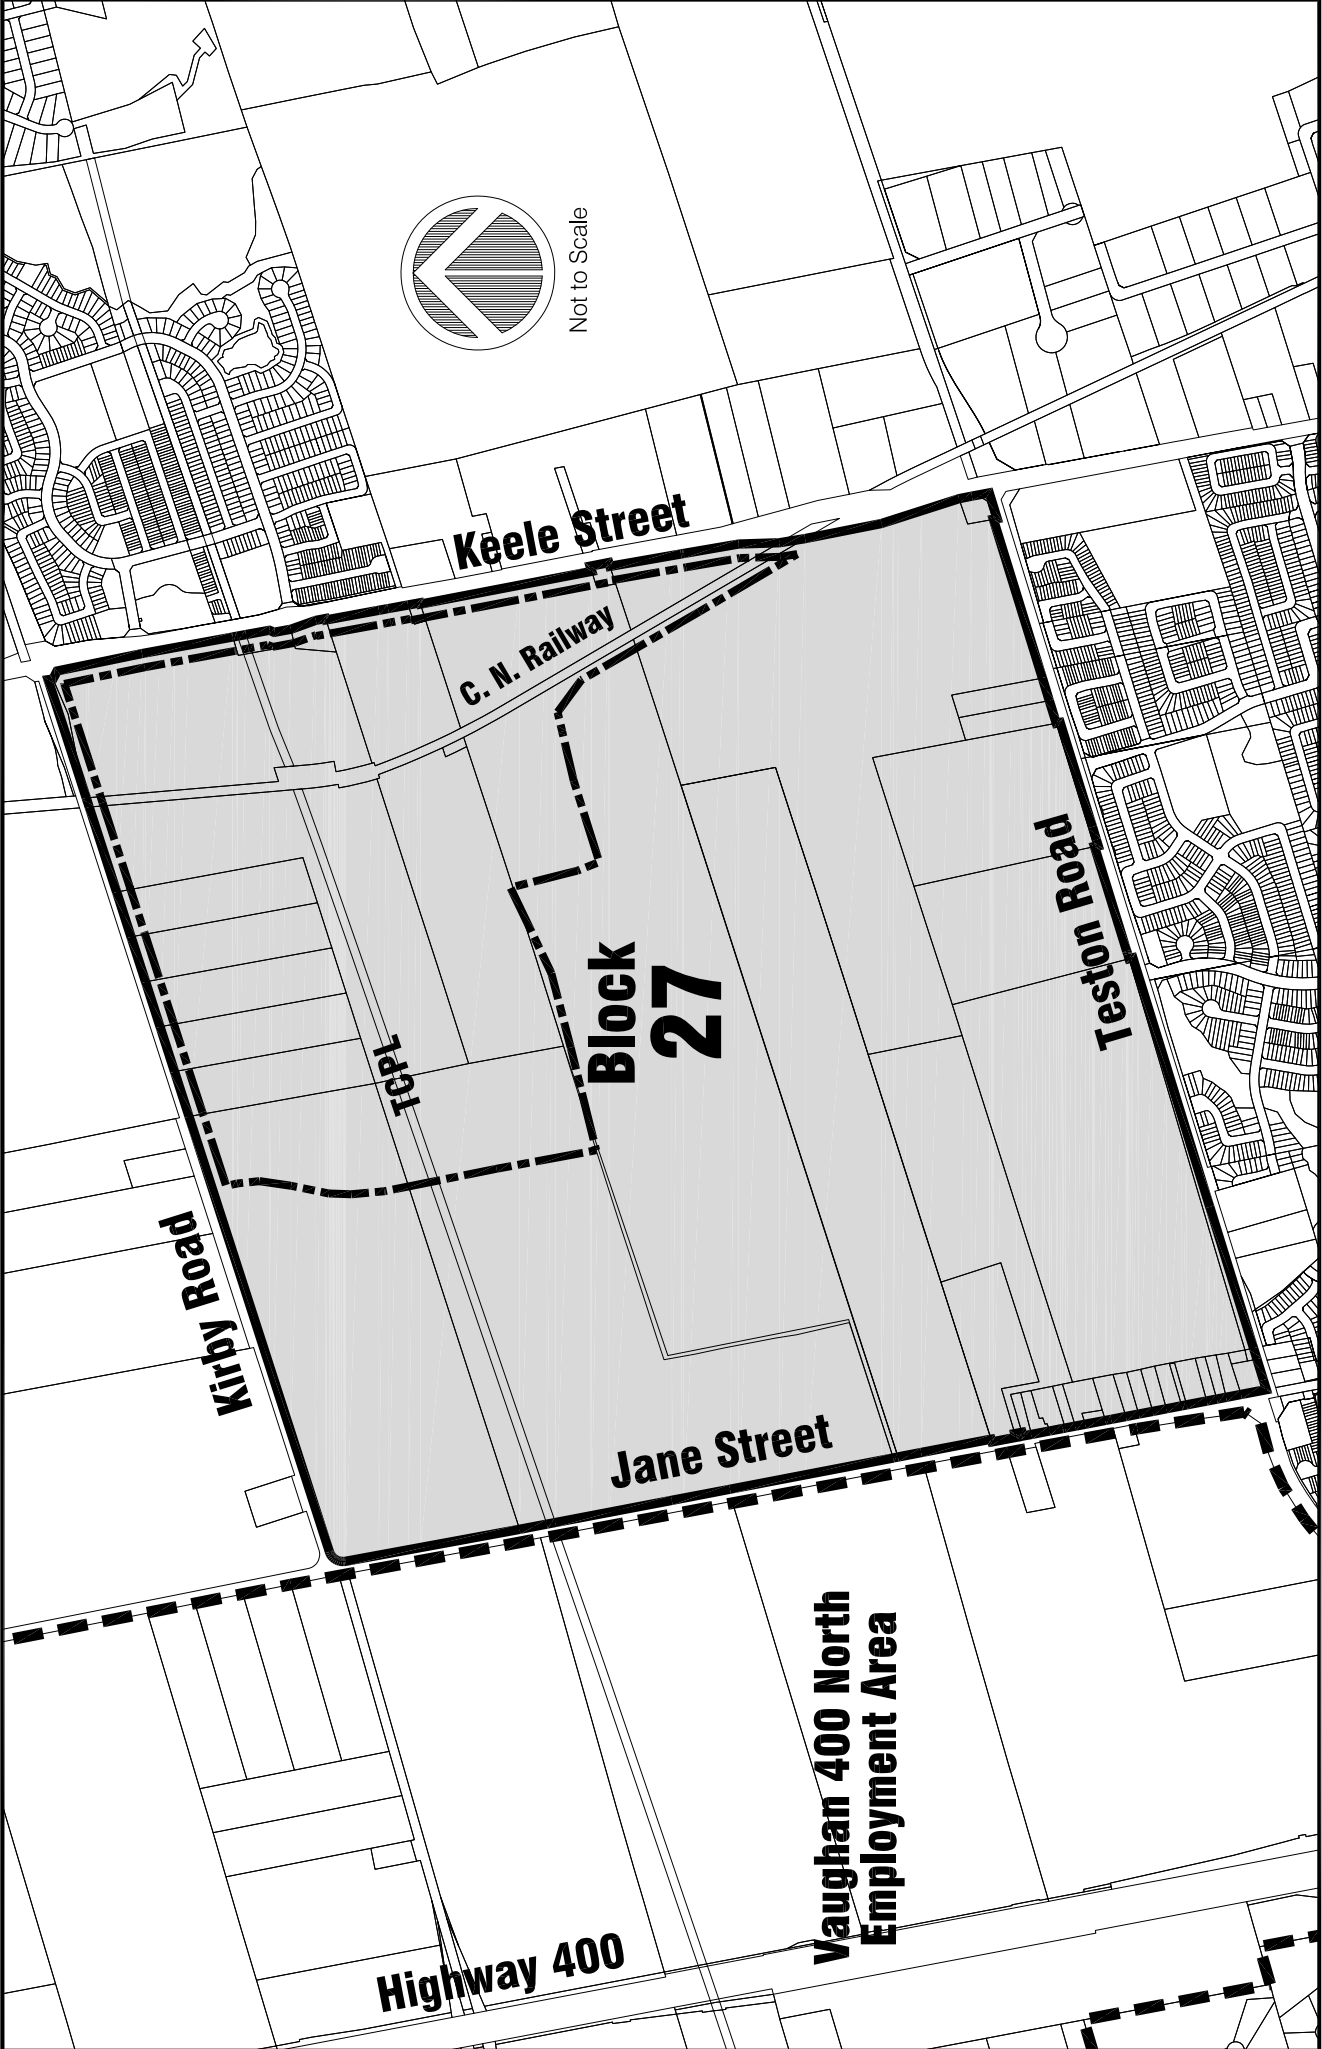 Not to Scale
Keele Street
C. N. Railway
Block
27
Teston Road
TCPL
Kirby Road
Jane Street
Vaughan 400 North
Employment Area
Highway 400